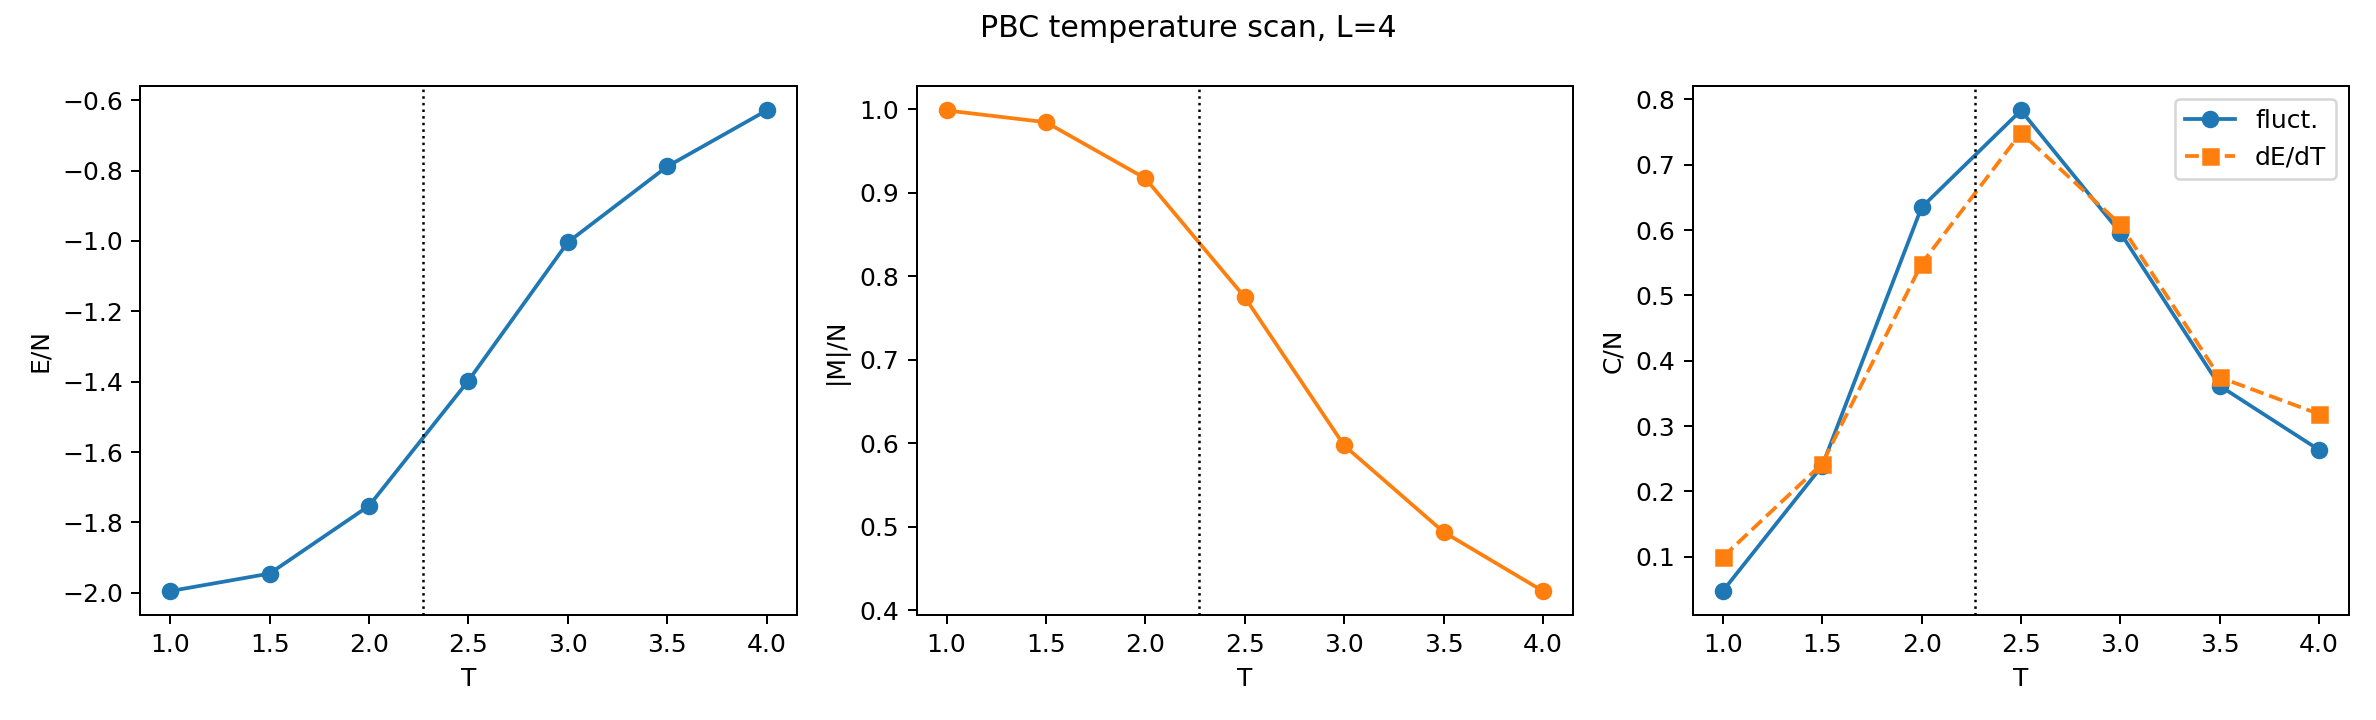 PBC temperature scan, L=4
E/N
−0.6
−0.8
−1.0
−1.2
−1.4
−1.6
−1.8
−2.0
1.0 1.5 2.0 2.5 3.0 3.5 4.0
T
|M|/N
1.0
0.9
0.8
0.7
0.6
0.5
0.4
1.0 1.5 2.0 2.5 3.0 3.5 4.0
T
C/N
0.8
0.7
0.6
0.5
0.4
0.3
0.2
0.1
1.0 1.5 2.0 2.5 3.0 3.5 4.0
T
fluct.
dE/dT